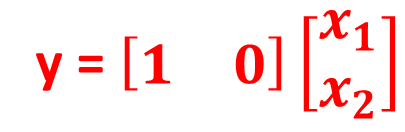 y = [1 0] [x₁ x₂]